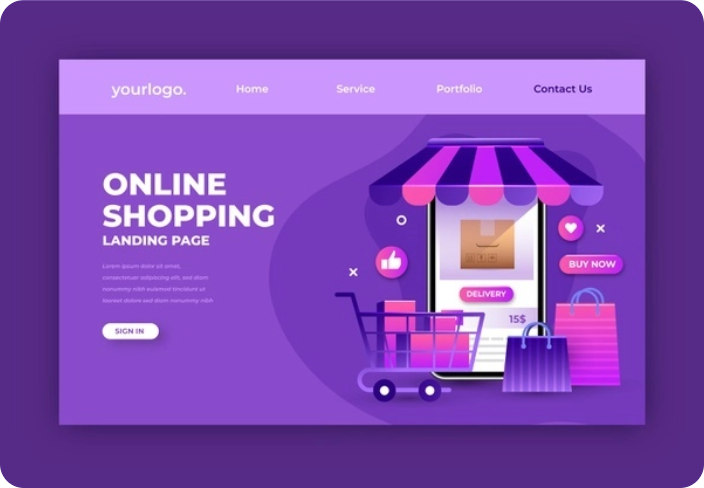 yourlogo.
Home
Service
Portfolio
Contact Us
ONLINE
SHOPPING
LANDING PAGE
Lorem ipsum dolor sit amet,
consectetuer adipiscing elit, sed diam
nonummy nibh euismod tincidunt ut
laoreet dolore sed diam nonummy nibh
SIGN IN
BUY NOW
DELIVERY
15$